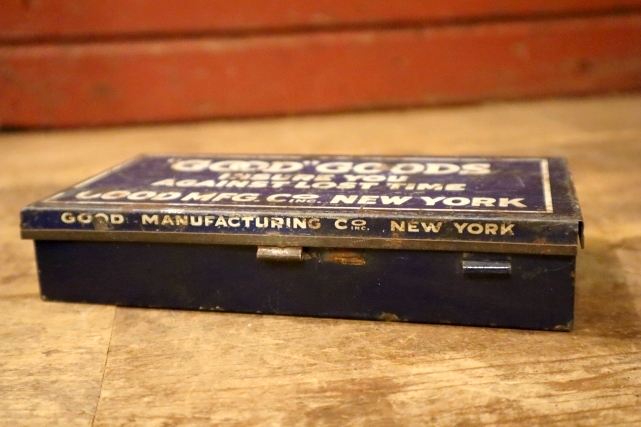 "GOOD" GOODS
INSURE YOU
AGAINST LOST TIME
GOOD MFG. Co INC. NEW YORK
GOOD MANUFACTURING Co INC. NEW YORK